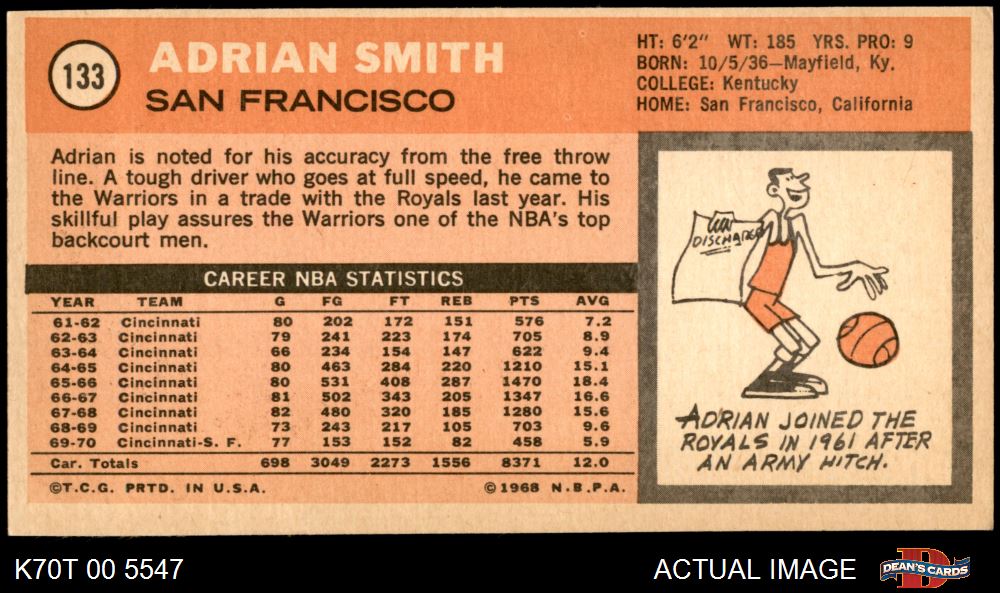 133
ADRIAN SMITH
SAN FRANCISCO
HT: 6'2" WT: 185 YRS. PRO: 9
BORN: 10/5/36—Mayfield, Ky.
COLLEGE: Kentucky
HOME: San Francisco, California
Adrian is noted for his accuracy from the free throw
line. A tough driver who goes at full speed, he came to
the Warriors in a trade with the Royals last year. His
skillful play assures the Warriors one of the NBA's top
backcourt men.
CAREER NBA STATISTICS
YEAR TEAM G FG FT REB PTS AVG
61-62 Cincinnati 80 202 172 151 576 7.2
62-63 Cincinnati 79 241 223 174 705 8.9
63-64 Cincinnati 66 234 154 147 622 9.4
64-65 Cincinnati 80 463 284 220 1210 15.1
65-66 Cincinnati 80 531 408 287 1470 18.4
66-67 Cincinnati 81 502 343 205 1347 16.6
67-68 Cincinnati 82 480 320 185 1280 15.6
68-69 Cincinnati 73 243 217 105 703 9.6
69-70 Cincinnati-S. F. 77 153 152 82 458 5.9
Car. Totals 698 3049 2273 1556 8371 12.0
©T.C.G. PRTD. IN U.S.A. ©1968 N.B.P.A.
DISCHARGE
ADRIAN JOINED THE
ROYALS IN 1961 AFTER
AN ARMY HITCH.
K70T 00 5547
ACTUAL IMAGE
D
DEAN'S CARDS